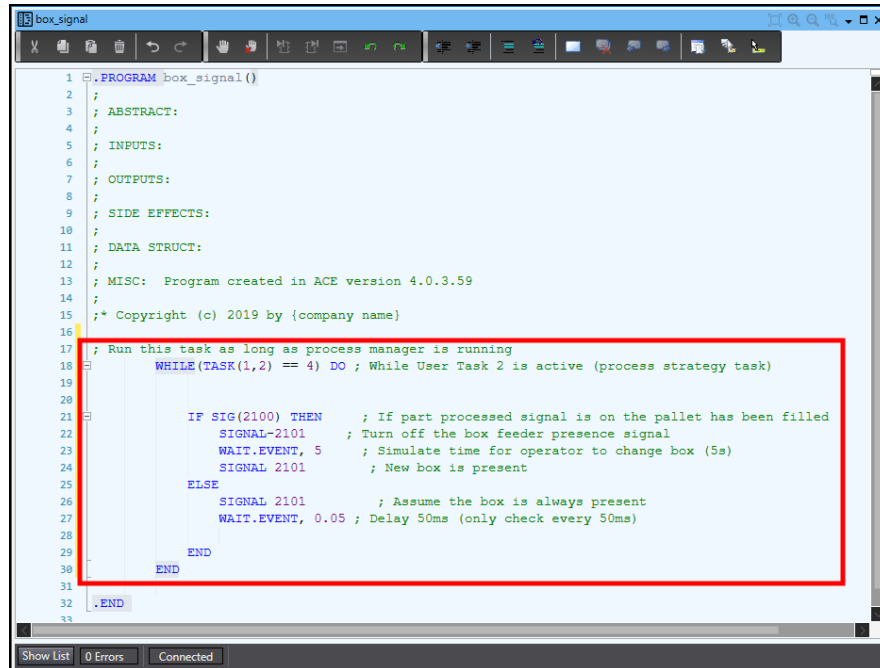 box_signal
1 .PROGRAM box_signal()
2 ;
3 ; ABSTRACT:
4 ;
5 ; INPUTS:
6 ;
7 ; OUTPUTS:
8 ;
9 ; SIDE EFFECTS:
10 ;
11 ; DATA STRUCT:
12 ;
13 ; MISC:  Program created in ACE version 4.0.3.59
14 ;
15 ;* Copyright (c) 2019 by {company name}
16
17 ; Run this task as long as process manager is running
18 WHILE(TASK(1,2) == 4) DO ; While User Task 2 is active (process strategy task)
19
20
21 IF SIG(2100) THEN ; If part processed signal is on the pallet has been filled
22 SIGNAL-2101 ; Turn off the box feeder presence signal
23 WAIT.EVENT, 5 ; Simulate time for operator to change box (5s)
24 SIGNAL 2101 ; New box is present
25 ELSE
26 SIGNAL 2101 ; Assume the box is always present
27 WAIT.EVENT, 0.05 ; Delay 50ms (only check every 50ms)
28
29 END
30 END
31
32 .END
33
Show List 0 Errors Connected